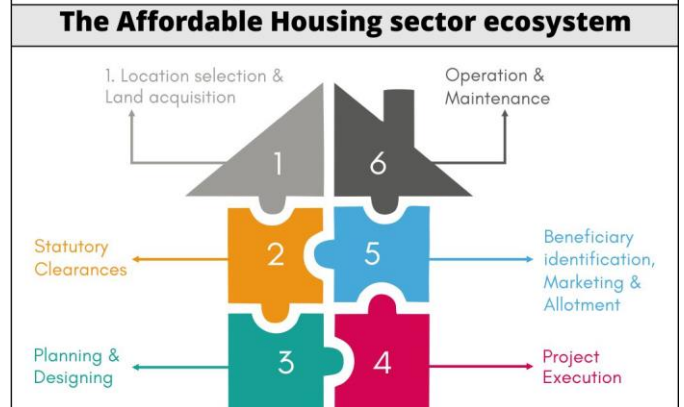 The Affordable Housing sector ecosystem
1. Location selection &
Land acquisition
Operation &
Maintenance
1
6
Statutory
Clearances
2
5
Beneficiary
identification,
Marketing &
Allotment
Planning &
Designing
3
4
Project
Execution